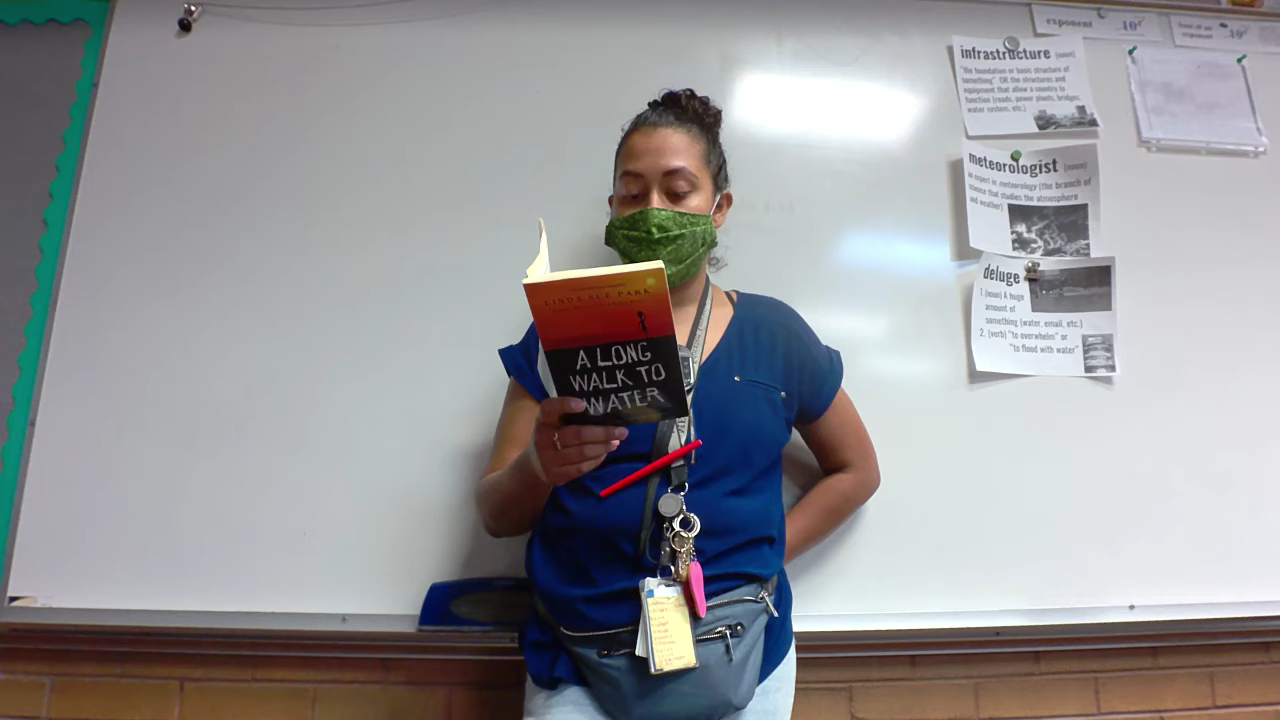 LINDA SUE PARK
A LONG
WALK TO
WATER
exponent 10²
infrastructure (noun)
"the foundation or basic structure of
something" OR the structures and
equipment that allow a country to
function (roads, power plants, bridges,
water system, etc.)
meteorologist (noun)
an expert in meteorology (the branch of
science that studies the atmosphere
and weather)
deluge
1. (noun) A huge
amount of
something (water, email, etc.)
2. (verb) "to overwhelm" or
"to flood with water"